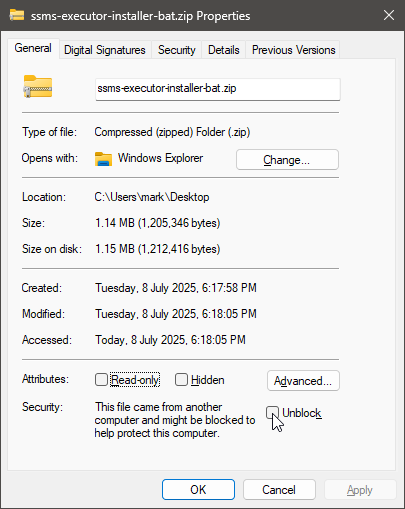 ssms-executor-installer-bat.zip Properties
General Digital Signatures Security Details Previous Versions
ssms-executor-installer-bat.zip
Type of file: Compressed (zipped) Folder (.zip)
Opens with: Windows Explorer Change...
Location: C:\Users\mark\Desktop
Size: 1.14 MB (1,205,346 bytes)
Size on disk: 1.15 MB (1,212,416 bytes)
Created: Tuesday, 8 July 2025, 6:17:58 PM
Modified: Tuesday, 8 July 2025, 6:18:05 PM
Accessed: Today, 8 July 2025, 6:18:05 PM
Attributes: Read-only Hidden Advanced...
Security: This file came from another Unblock
computer and might be blocked to
help protect this computer.
OK Cancel Apply